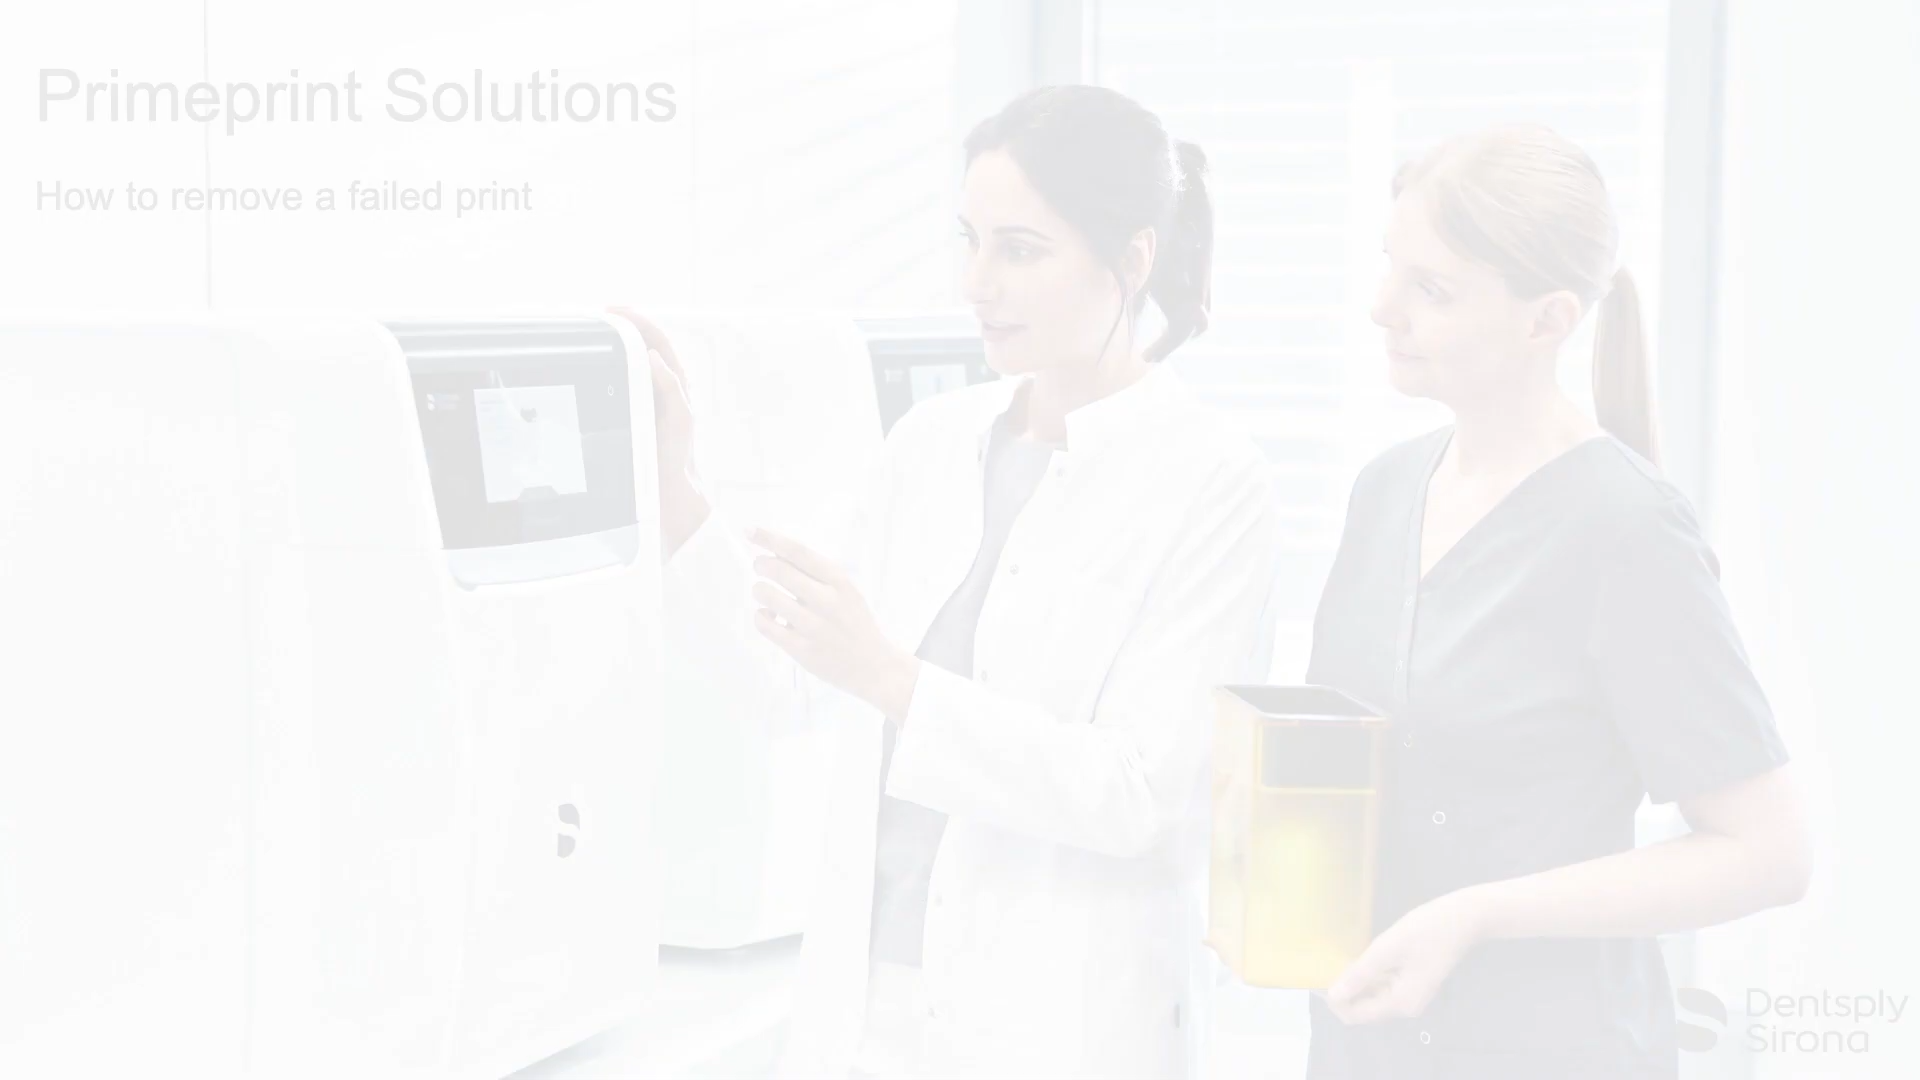 Primeprint Solutions
How to remove a failed print
Dentsply
Sirona